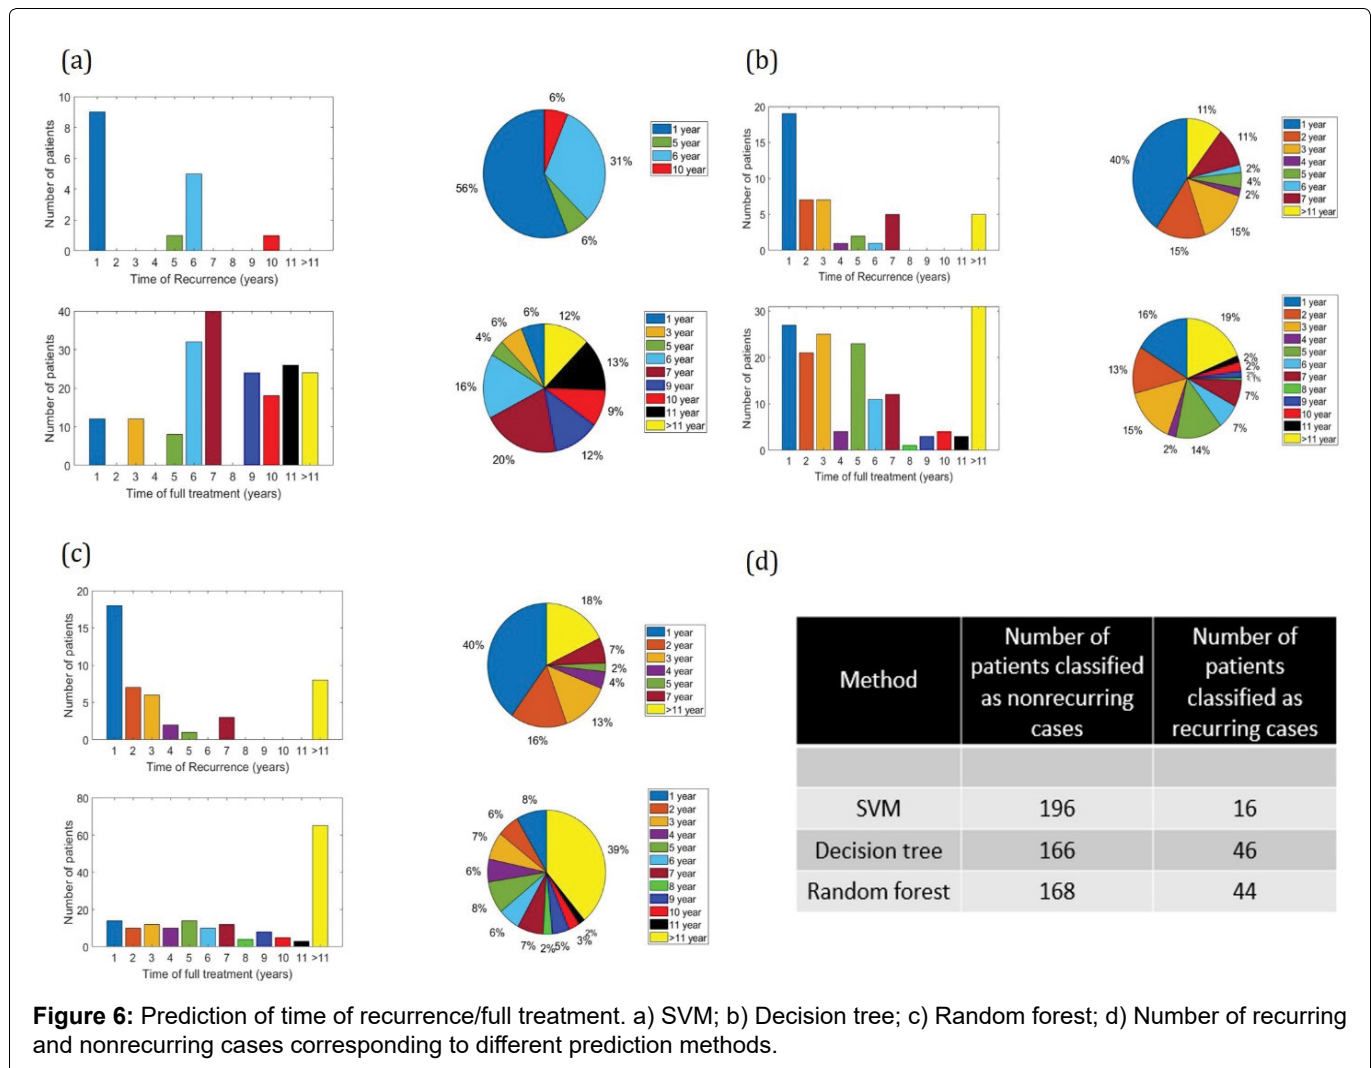 (a)
10
8
6
4
2
0
Number of patients
1 2 3 4 5 6 7 8 9 10 11 >11
Time of Recurrence (years)
6%
31%
6%
56%
1 year
5 year
6 year
10 year
40
30
20
10
0
Number of patients
1 2 3 4 5 6 7 8 9 10 11 >11
Time of full treatment (years)
6%
6%
12%
4%
13%
16%
9%
20%
12%
1 year
3 year
5 year
6 year
7 year
9 year
10 year
11 year
>11 year
(b)
20
15
10
5
0
Number of patients
1 2 3 4 5 6 7 8 9 10 11 >11
Time of Recurrence (years)
11%
11%
40%
2%
4%
2%
15%
15%
1 year
2 year
3 year
4 year
5 year
6 year
7 year
>11 year
30
20
10
0
Number of patients
1 2 3 4 5 6 7 8 9 10 11 >11
Time of full treatment (years)
16%
19%
13%
2%
2%
2%
1%
7%
7%
15%
2%
14%
1 year
2 year
3 year
4 year
5 year
6 year
7 year
8 year
9 year
10 year
11 year
>11 year
(c)
20
15
10
5
0
Number of patients
1 2 3 4 5 6 7 8 9 10 11 >11
Time of Recurrence (years)
18%
40%
7%
2%
4%
13%
16%
1 year
2 year
3 year
4 year
5 year
7 year
>11 year
80
60
40
20
0
Number of patients
1 2 3 4 5 6 7 8 9 10 11 >11
Time of full treatment (years)
8%
6%
7%
39%
6%
8%
6%
7%
2%
5%
3%
2%
1 year
2 year
3 year
4 year
5 year
6 year
7 year
8 year
9 year
10 year
11 year
>11 year
(d)
Method
Number of
patients classified
as nonrecurring
cases
Number of
patients
classified as
recurring cases
SVM 196 16
Decision tree 166 46
Random forest 168 44
Figure 6: Prediction of time of recurrence/full treatment. a) SVM; b) Decision tree; c) Random forest; d) Number of recurring
and nonrecurring cases corresponding to different prediction methods.